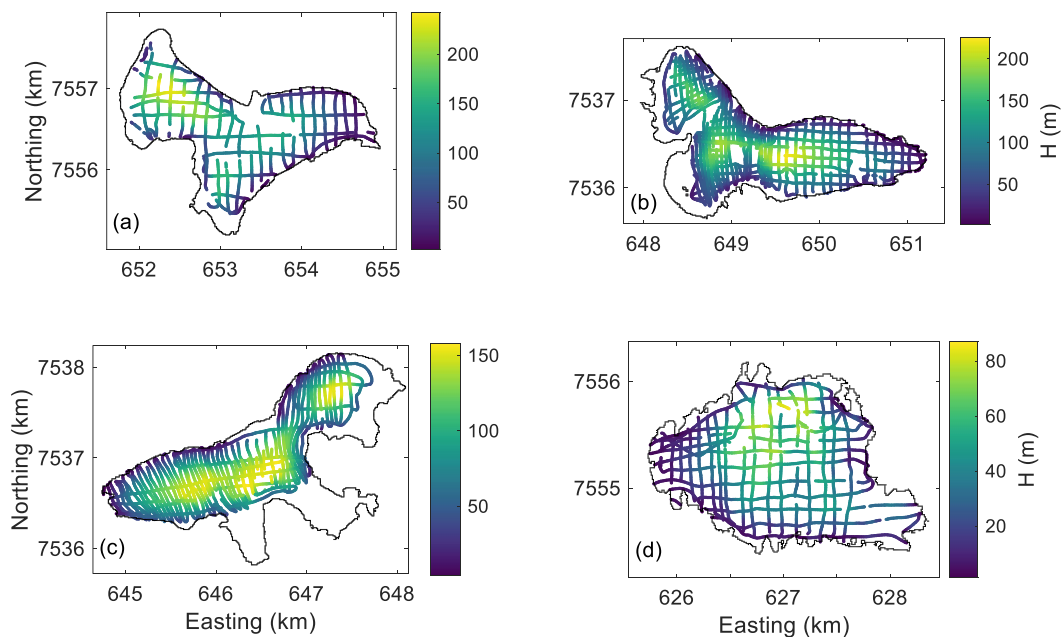 Northing (km)
7557
7556
(a)
652 653 654 655
200
150
100
50
7537
7536
(b)
648 649 650 651
200
150
100
50
H (m)
Northing (km)
7538
7537
7536
(c)
645 646 647 648
Easting (km)
150
100
50
7556
7555
(d)
626 627 628
Easting (km)
80
60
40
20
H (m)